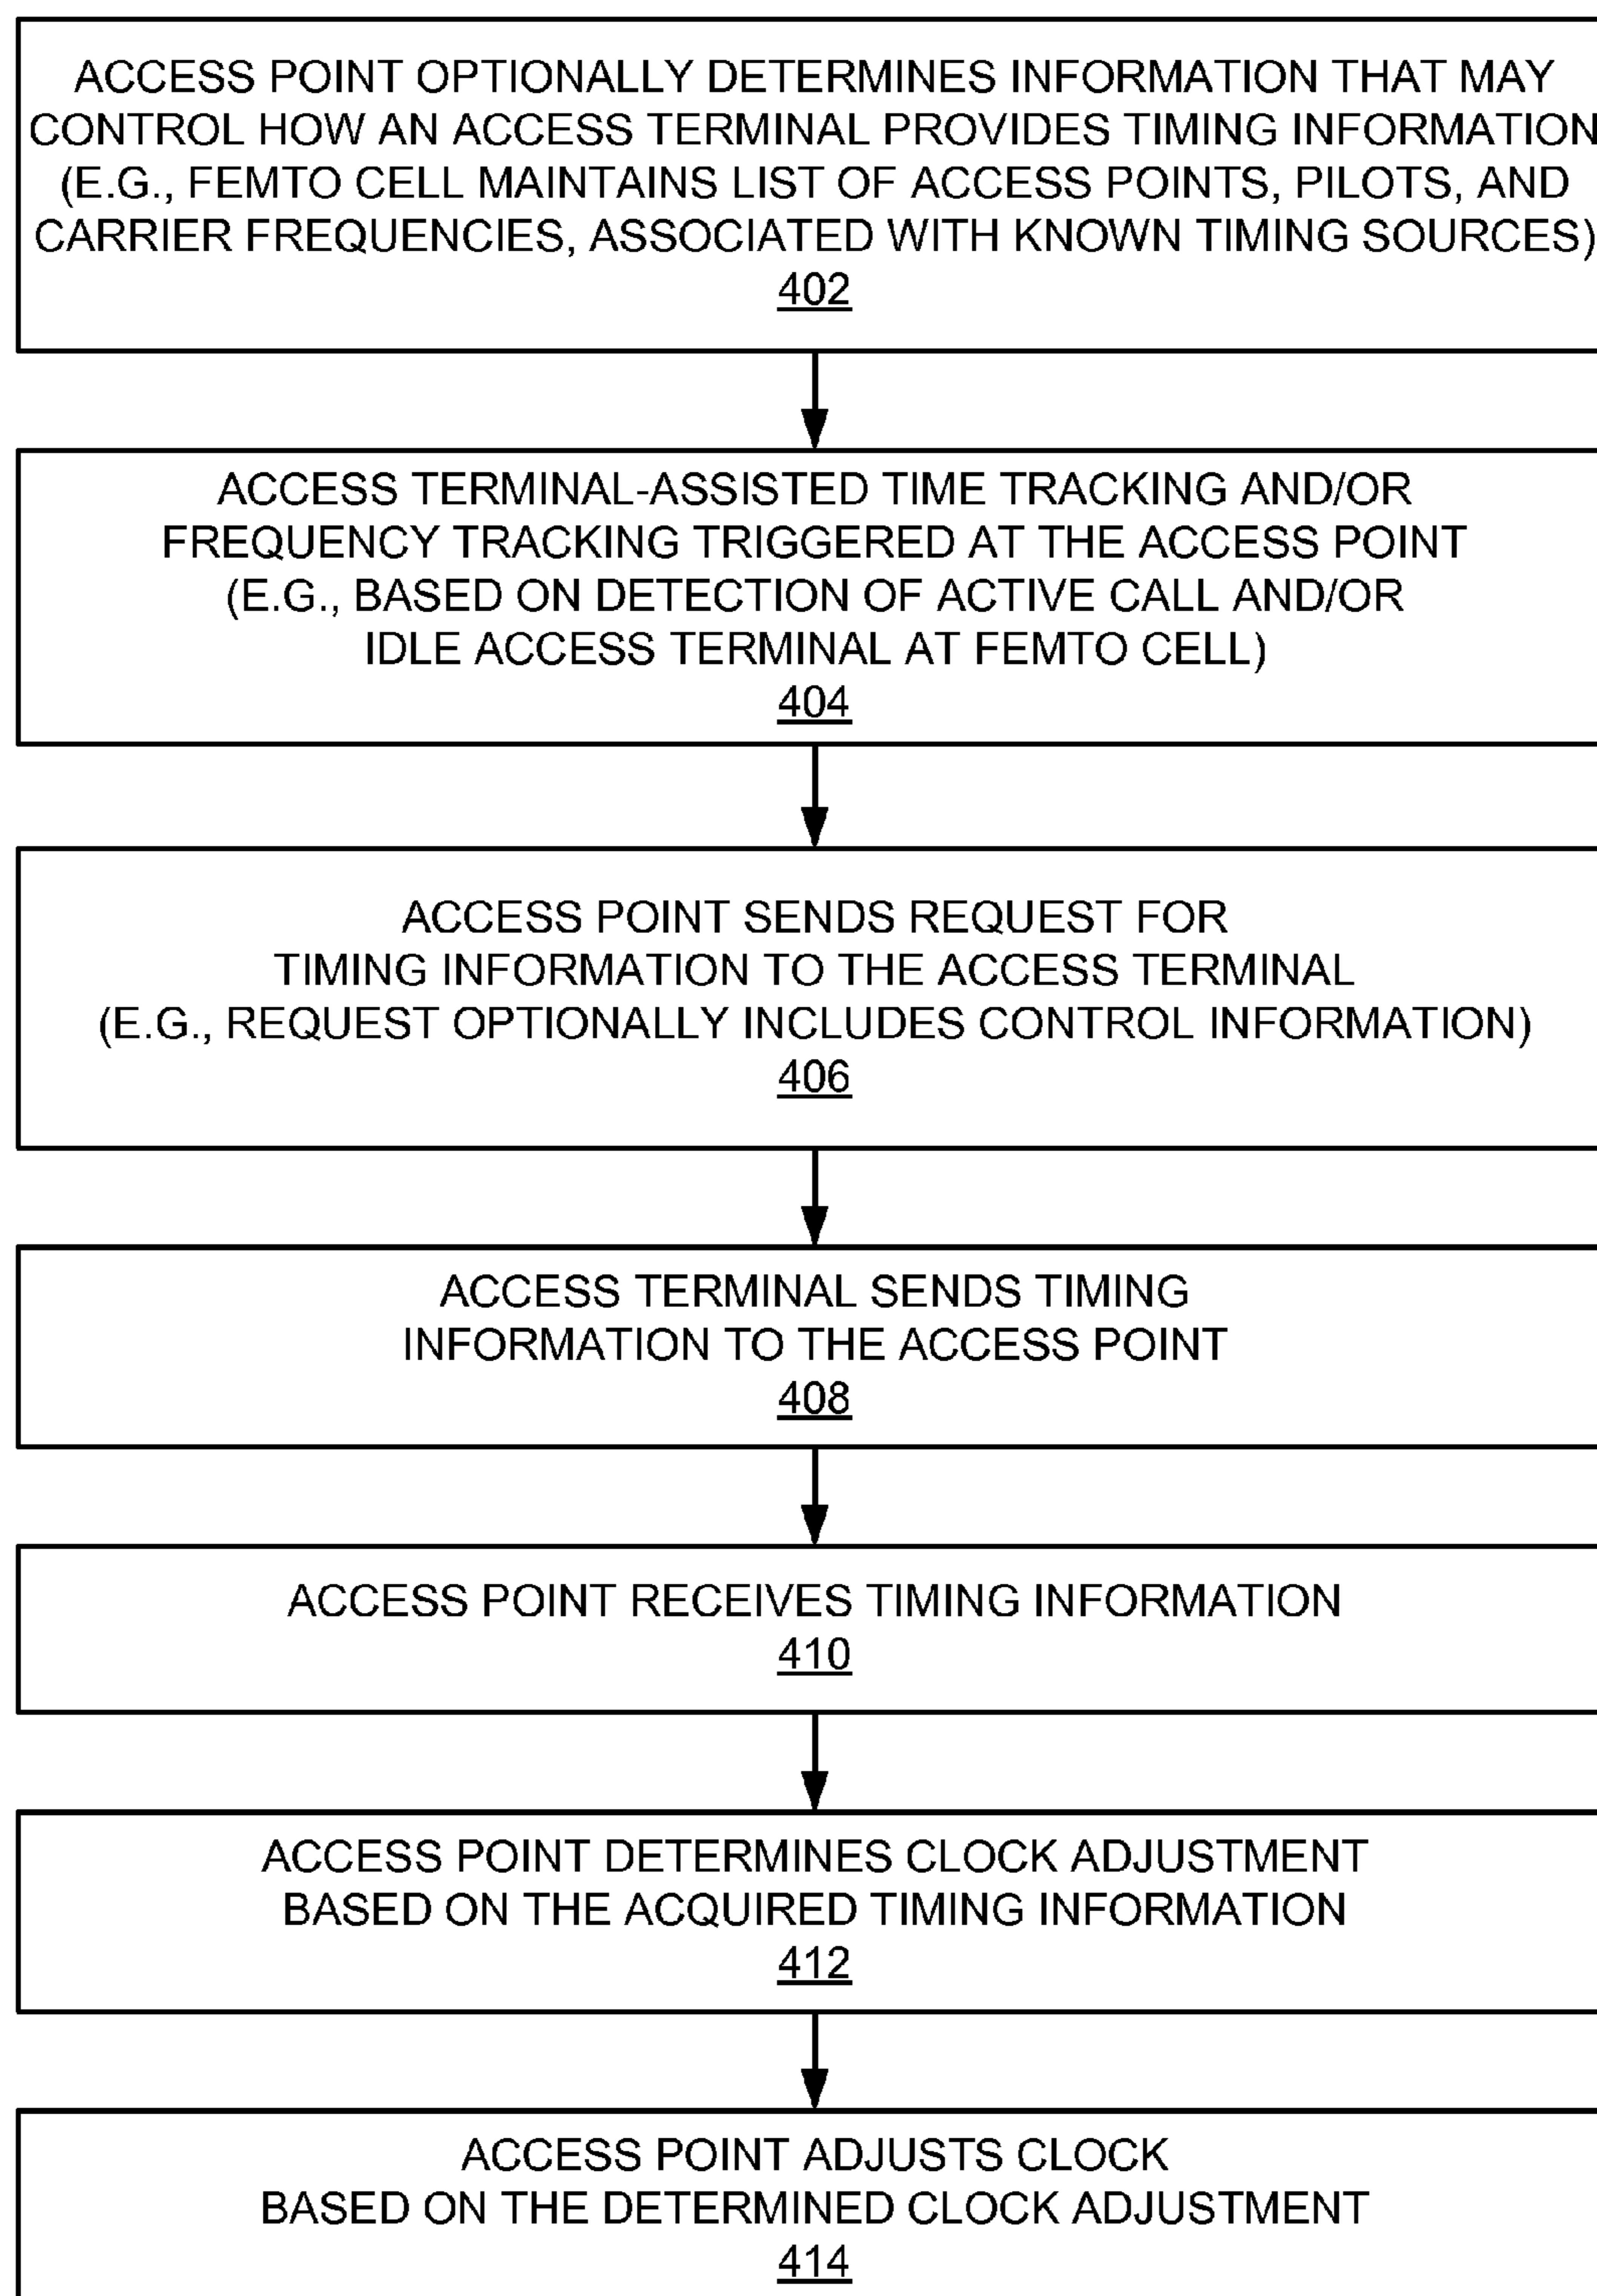 ACCESS POINT OPTIONALLY DETERMINES INFORMATION THAT MAY
CONTROL HOW AN ACCESS TERMINAL PROVIDES TIMING INFORMATION
(E.G., FEMTO CELL MAINTAINS LIST OF ACCESS POINTS, PILOTS, AND
CARRIER FREQUENCIES, ASSOCIATED WITH KNOWN TIMING SOURCES)
402
ACCESS TERMINAL-ASSISTED TIME TRACKING AND/OR
FREQUENCY TRACKING TRIGGERED AT THE ACCESS POINT
(E.G., BASED ON DETECTION OF ACTIVE CALL AND/OR
IDLE ACCESS TERMINAL AT FEMTO CELL)
404
ACCESS POINT SENDS REQUEST FOR
TIMING INFORMATION TO THE ACCESS TERMINAL
(E.G., REQUEST OPTIONALLY INCLUDES CONTROL INFORMATION)
406
ACCESS TERMINAL SENDS TIMING
INFORMATION TO THE ACCESS POINT
408
ACCESS POINT RECEIVES TIMING INFORMATION
410
ACCESS POINT DETERMINES CLOCK ADJUSTMENT
BASED ON THE ACQUIRED TIMING INFORMATION
412
ACCESS POINT ADJUSTS CLOCK
BASED ON THE DETERMINED CLOCK ADJUSTMENT
414